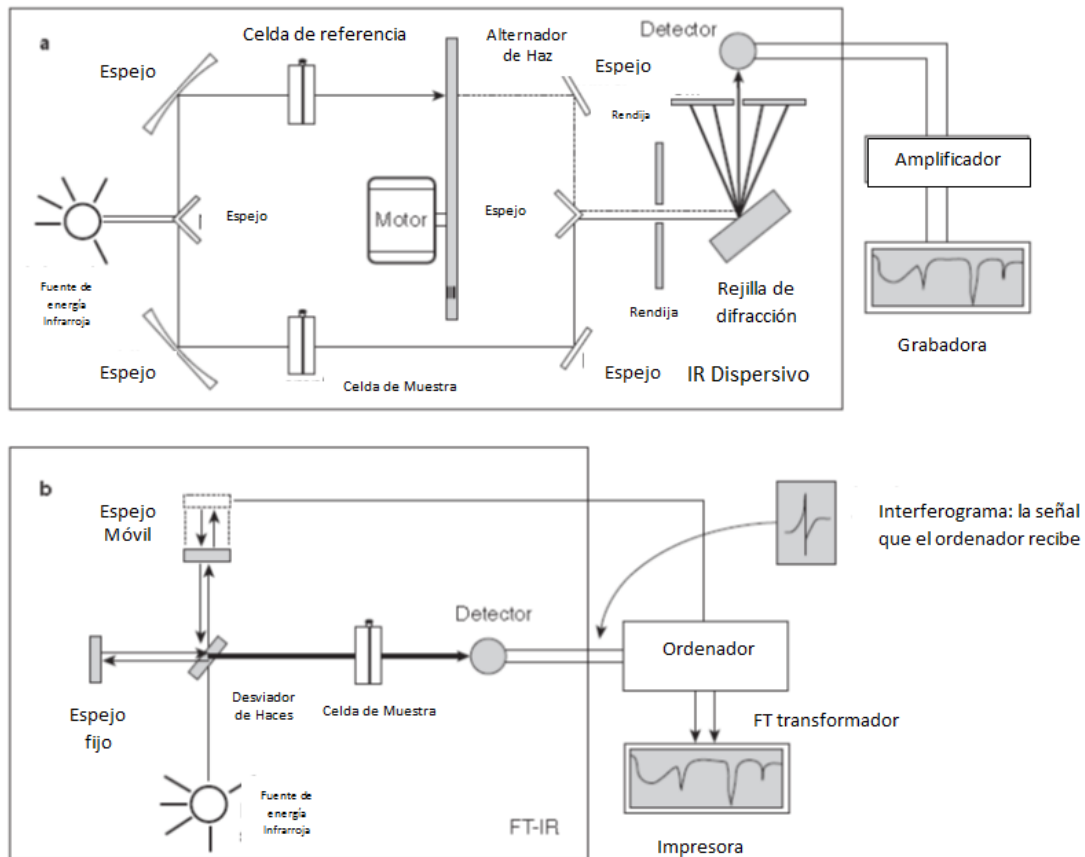 a
Celda de referencia
Alternador
de Haz
Detector
Espejo
Espejo
Rendija
Amplificador
Motor
Espejo
Espejo
Fuente de
energía
Infrarroja
Rendija
Rejilla de
difracción
Grabadora
Espejo
Celda de Muestra
Espejo
IR Dispersivo
b
Espejo
Móvil
Interferograma: la señal
que el ordenador recibe
Detector
Ordenador
Desviador
de Haces
Celda de Muestra
Espejo
fijo
FT transformador
Fuente de
energía
Infrarroja
FT-IR
Impresora